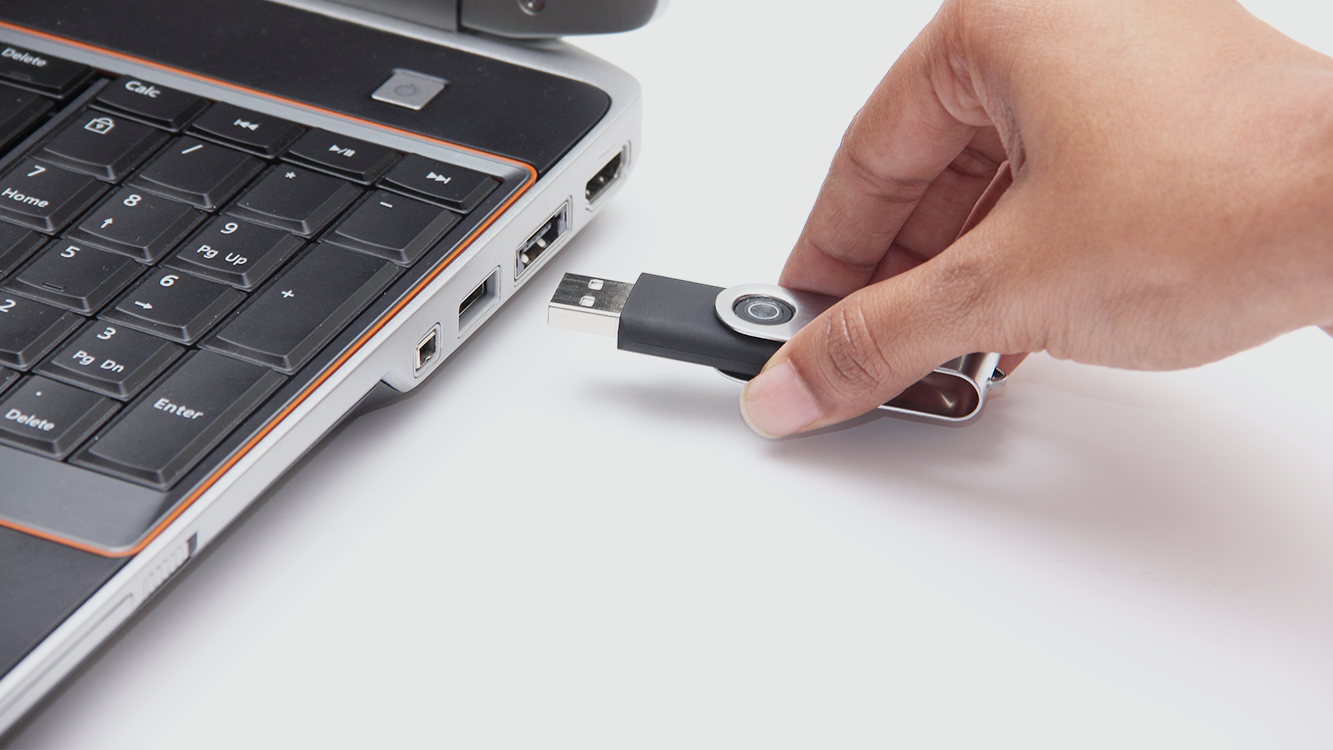 Delete
Calc
/
*
-
7
Home
8
↑
9
Pg Up
+
5
6
→
2
3
Pg Dn
Enter
.
Delete